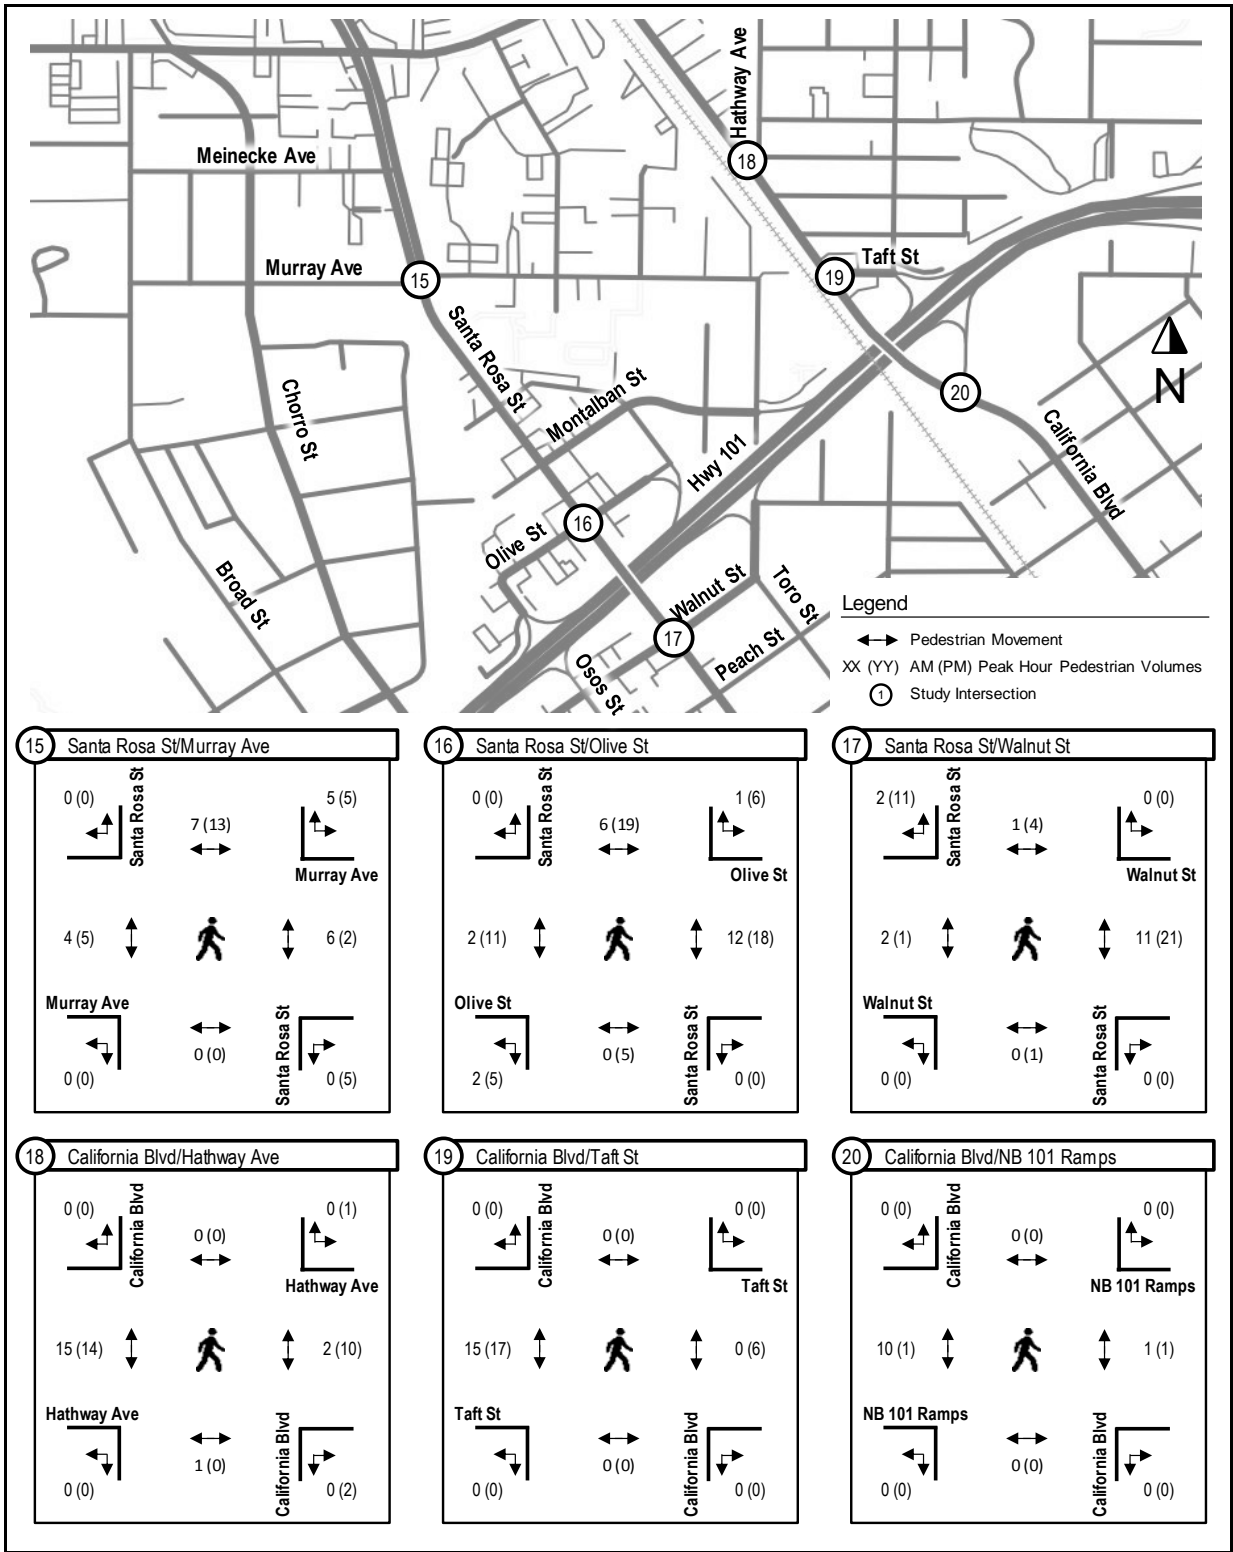 Hathway Ave
18
Meinecke Ave
Taft St
Murray Ave
15
19
Santa Rosa St
N
Chorro St
Montalban St
20
California Blvd
Hwy 101
16
Olive St
Broad St
Walnut St
Toro St
17
Peach St
Osos St
Legend
Pedestrian Movement
XX (YY) AM (PM) Peak Hour Pedestrian Volumes
1 Study Intersection
15 Santa Rosa St/Murray Ave
0 (0)
Santa Rosa St
7 (13)
5 (5)
Murray Ave
4 (5)
6 (2)
Murray Ave
0 (0)
0 (0)
Santa Rosa St
0 (5)
16 Santa Rosa St/Olive St
0 (0)
Santa Rosa St
6 (19)
1 (6)
Olive St
2 (11)
12 (18)
Olive St
2 (5)
0 (5)
Santa Rosa St
0 (0)
17 Santa Rosa St/Walnut St
2 (11)
Santa Rosa St
1 (4)
0 (0)
Walnut St
2 (1)
11 (21)
Walnut St
0 (0)
0 (1)
Santa Rosa St
0 (0)
18 California Blvd/Hathway Ave
0 (0)
California Blvd
0 (0)
0 (1)
Hathway Ave
15 (14)
2 (10)
Hathway Ave
0 (0)
1 (0)
California Blvd
0 (2)
19 California Blvd/Taft St
0 (0)
California Blvd
0 (0)
0 (0)
Taft St
15 (17)
0 (6)
Taft St
0 (0)
0 (0)
California Blvd
0 (0)
20 California Blvd/NB 101 Ramps
0 (0)
California Blvd
0 (0)
0 (0)
NB 101 Ramps
10 (1)
1 (1)
NB 101 Ramps
0 (0)
0 (0)
California Blvd
0 (0)